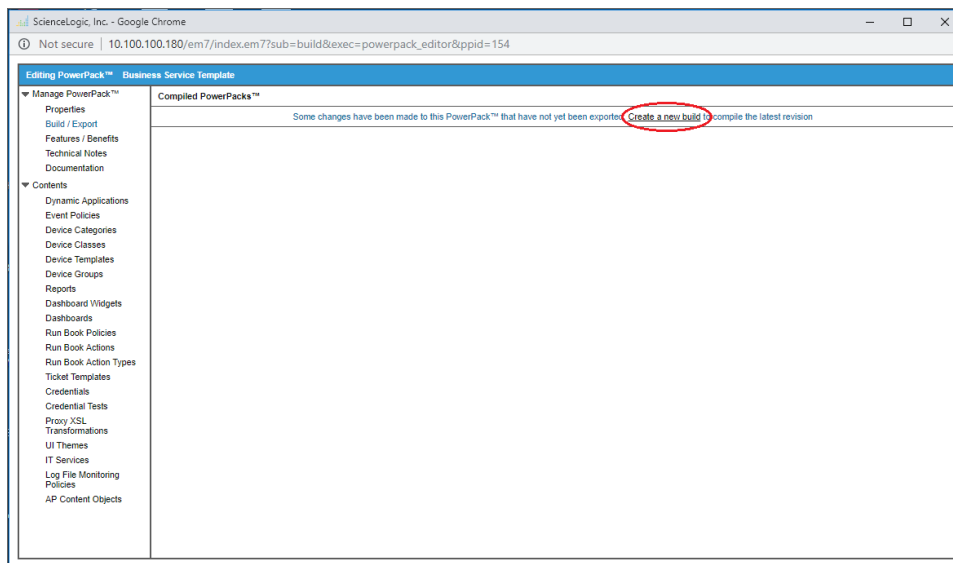 ScienceLogic, Inc. - Google Chrome
Not secure | 10.100.100.180/em7/index.em7?sub=build&exec=powerpack_editor&ppid=154
Editing PowerPack™ Business Service Template
Manage PowerPack™
Properties
Build / Export
Features / Benefits
Technical Notes
Documentation
Contents
Dynamic Applications
Event Policies
Device Categories
Device Classes
Device Templates
Device Groups
Reports
Dashboard Widgets
Dashboards
Run Book Policies
Run Book Actions
Run Book Action Types
Ticket Templates
Credentials
Credential Tests
Proxy XSL
Transformations
UI Themes
IT Services
Log File Monitoring
Policies
AP Content Objects
Compiled PowerPacks™
Some changes have been made to this PowerPack™ that have not yet been exported. Create a new build to compile the latest revision